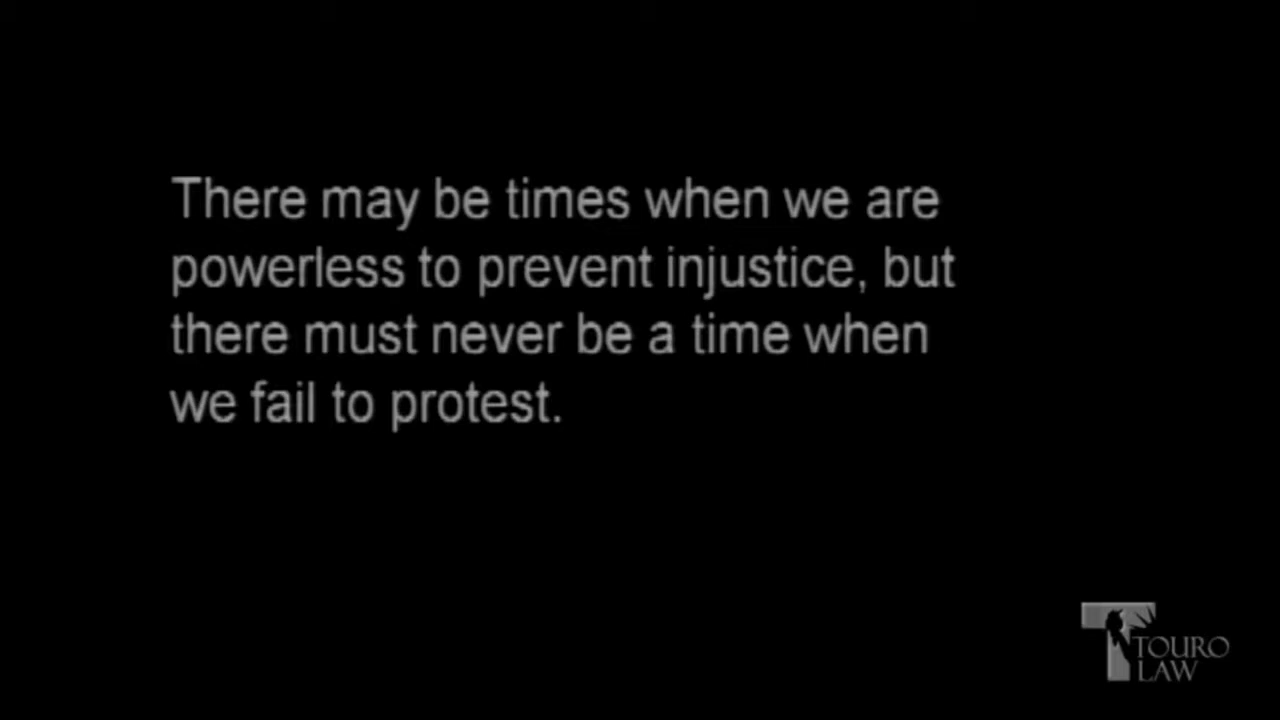 There may be times when we are
powerless to prevent injustice, but
there must never be a time when
we fail to protest.
TOURO
LAW